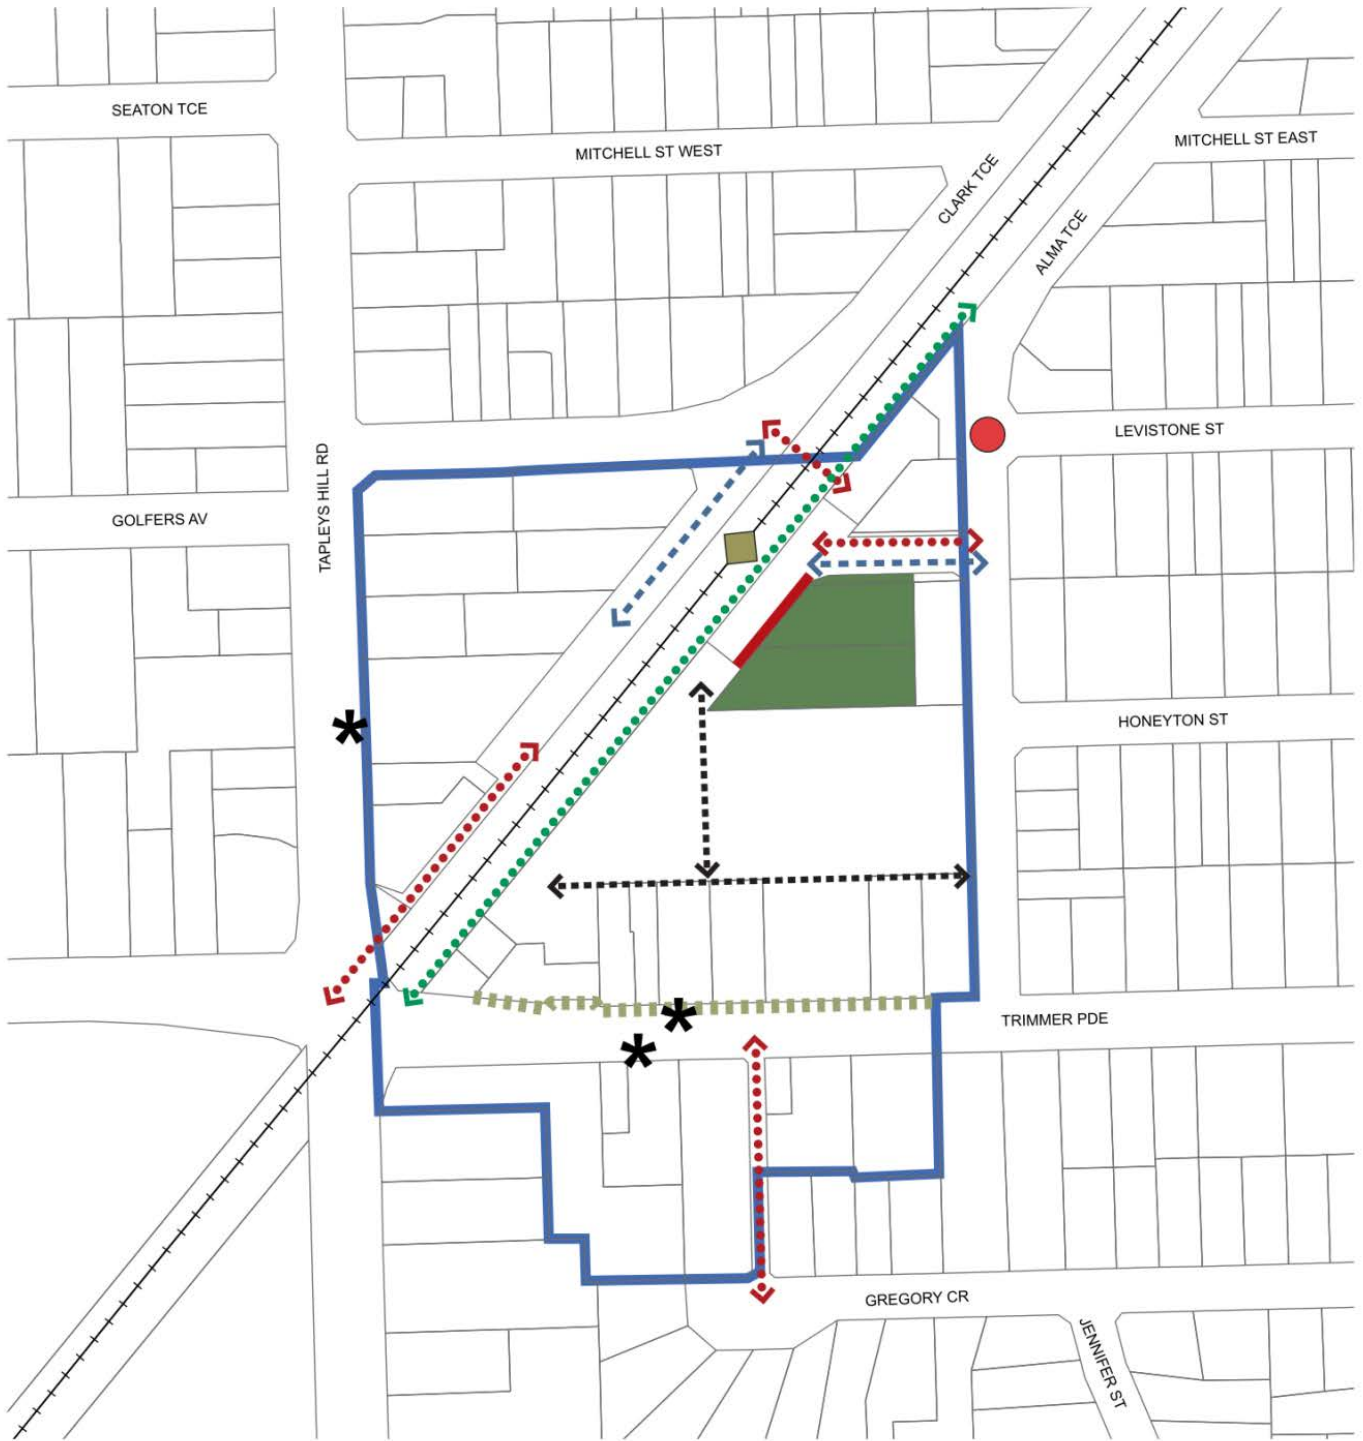 SEATON TCE
MITCHELL ST WEST
MITCHELL ST EAST
CLARK TCE
ALMA TCE
LEVISTONE ST
TAPLEYS HILL RD
GOLFERS AV
HONEYTON ST
TRIMMER PDE
GREGORY CR
JENNIFER ST